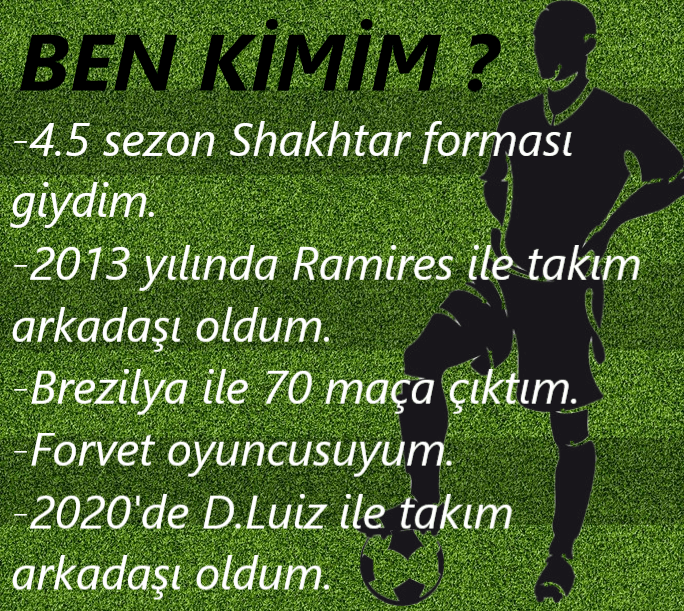 BEN KİMİM ?
-4.5 sezon Shakhtar forması
giydim.
-2013 yılında Ramires ile takım
arkadaşı oldum.
-Brezilya ile 70 maça çıktım.
-Forvet oyuncusuyum.
-2020'de D.Luiz ile takım
arkadaşı oldum.